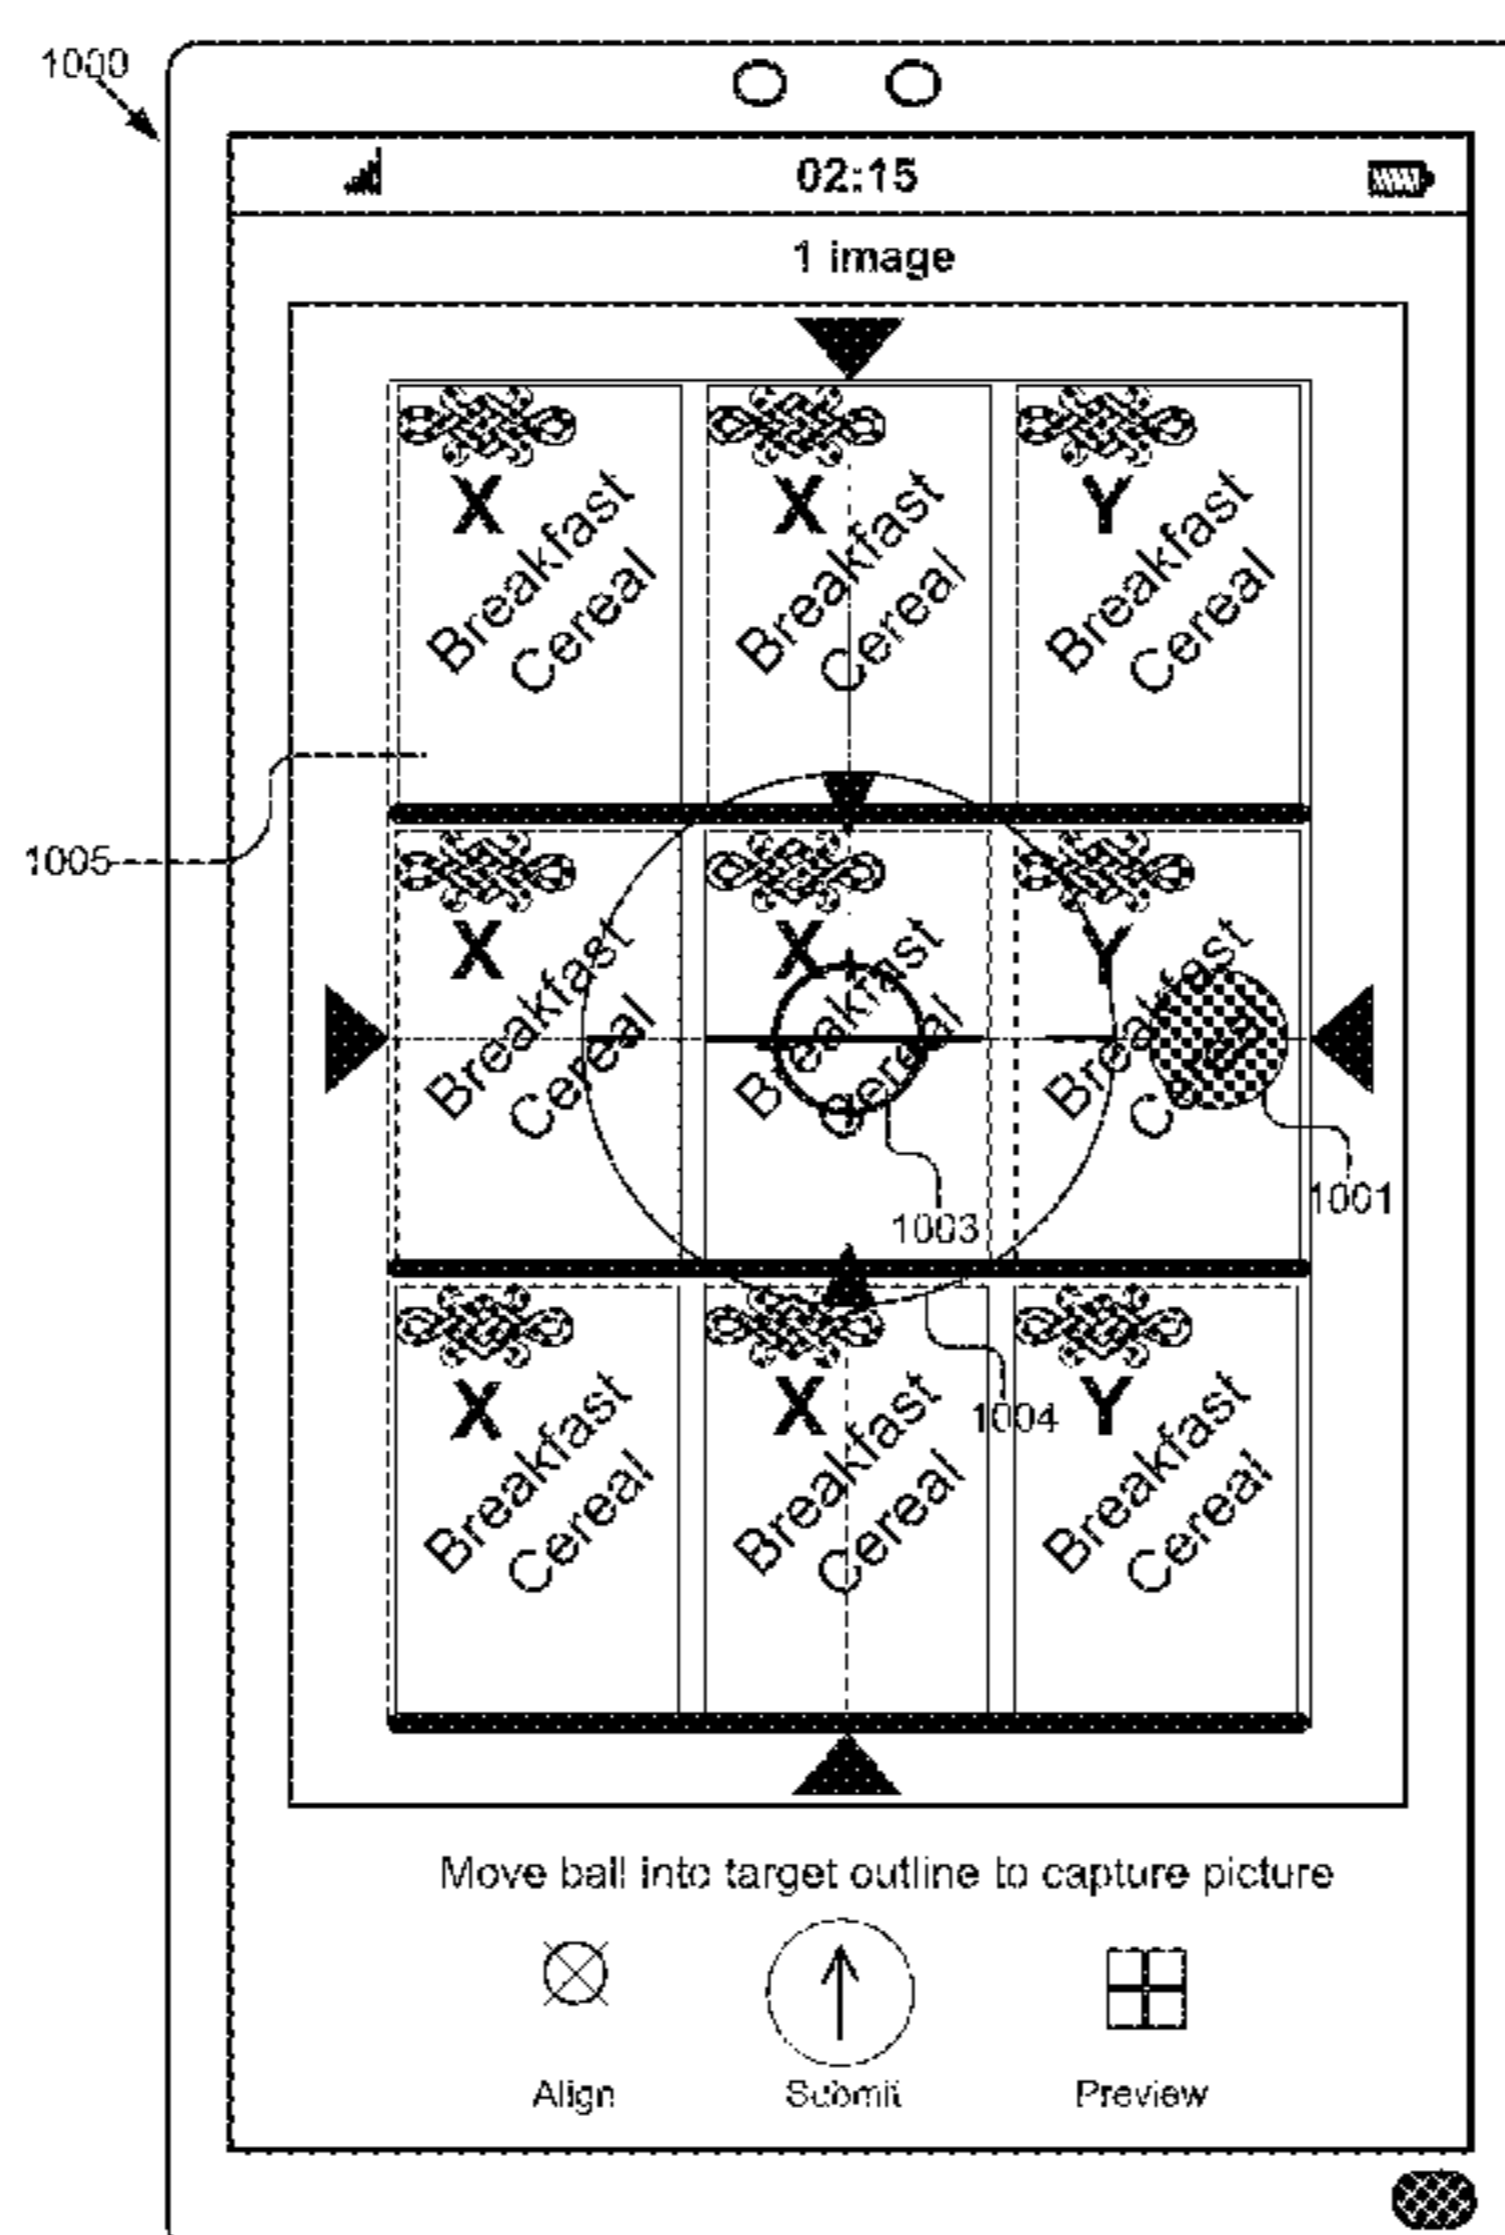 1000
02:15
1 image
X
Breakfast
Cereal
X
Breakfast
Cereal
Y
Breakfast
Cereal
1005
X
Breakfast
Cereal
X
Breakfast
Cereal
Y
Breakfast
1001
1003
X
Breakfast
Cereal
X
Breakfast
Cereal
Y
Breakfast
Cereal
1004
Move ball into target outline to capture picture
Align
Submit
Preview